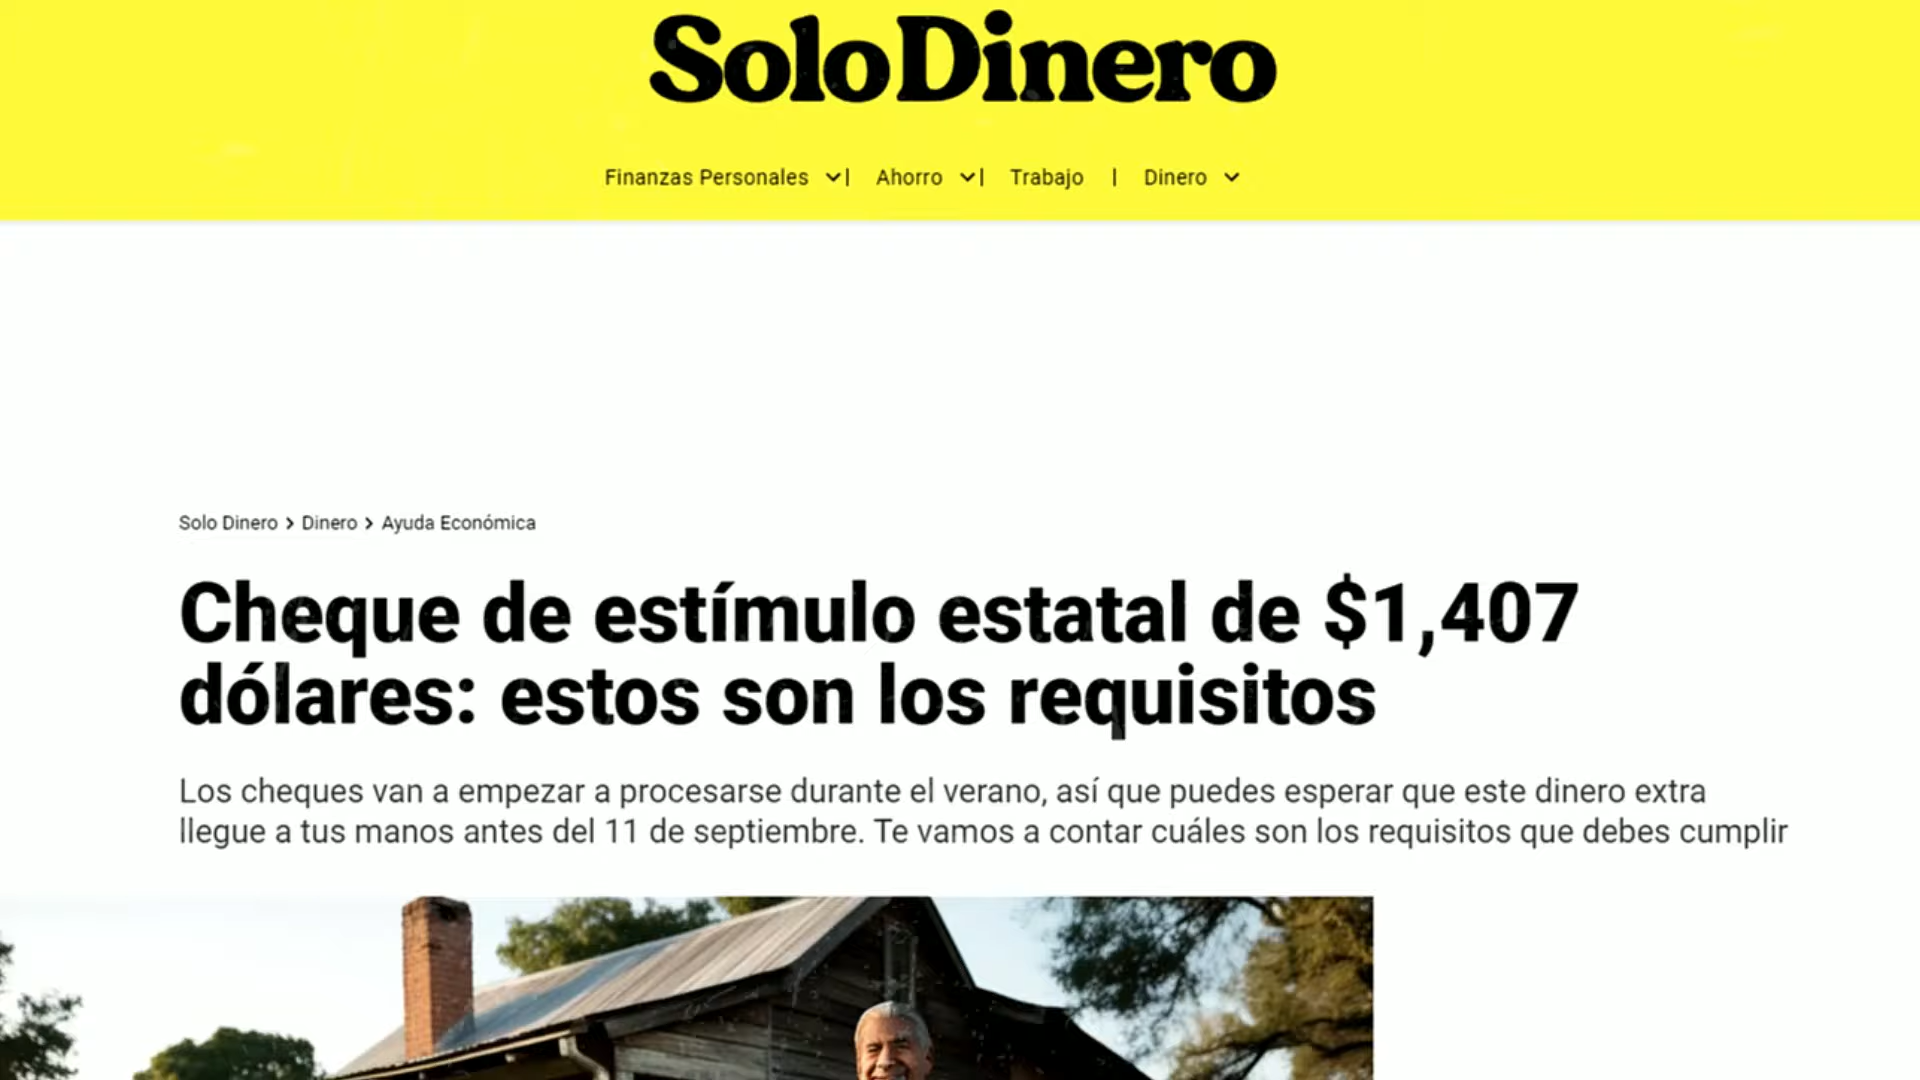 SoloDinero
Finanzas Personales | Ahorro | Trabajo | Dinero
Solo Dinero > Dinero > Ayuda Económica
Cheque de estímulo estatal de $1,407
dólares: estos son los requisitos
Los cheques van a empezar a procesarse durante el verano, así que puedes esperar que este dinero extra
llegue a tus manos antes del 11 de septiembre. Te vamos a contar cuáles son los requisitos que debes cumplir